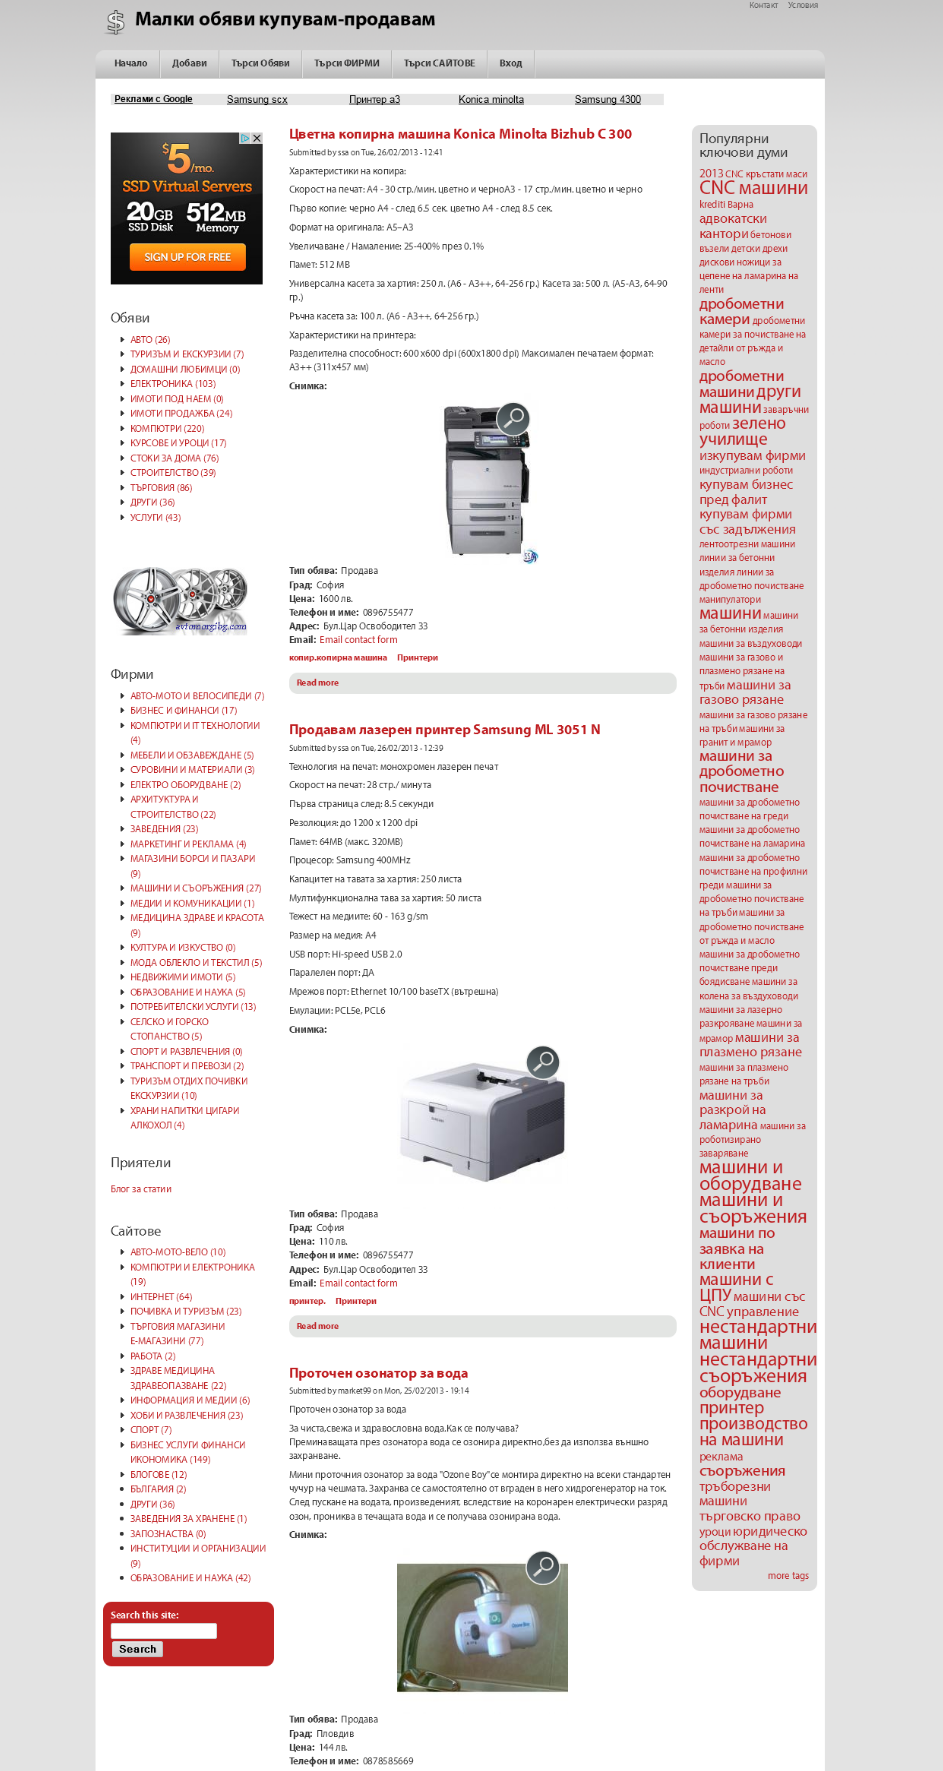 Контакт Условия
Малки обяви купувам-продавам
Начало Добави Търси Обяви Търси ФИРМИ Търси САЙТОВЕ Вход
Реклами с Google Samsung scx Принтер a3 Konica minolta Samsung 4300
$5/mo.
SSD Virtual Servers
20GB SSD Disk 512MB Memory
SIGN UP FOR FREE
Обяви
АВТО (26)
ТУРИЗЪМ И ЕКСКУРЗИИ (7)
ДОМАШНИ ЛЮБИМЦИ (0)
ЕЛЕКТРОНИКА (103)
ИМОТИ ПОД НАЕМ (0)
ИМОТИ ПРОДАЖБА (24)
КОМПЮТРИ (220)
КУРСОВЕ И УРОЦИ (17)
СТОКИ ЗА ДОМА (76)
СТРОИТЕЛСТВО (39)
ТЪРГОВИЯ (86)
ДРУГИ (36)
УСЛУГИ (43)
avtomorgibg.com
Фирми
АВТО-МОТО И ВЕЛОСИПЕДИ (7)
БИЗНЕС И ФИНАНСИ (17)
КОМПЮТРИ И IT ТЕХНОЛОГИИ
(4)
МЕБЕЛИ И ОБЗАВЕЖДАНЕ (5)
СУРОВИНИ И МАТЕРИАЛИ (3)
ЕЛЕКТРО ОБОРУДВАНЕ (2)
АРХИТУКТУРА И
СТРОИТЕЛСТВО (22)
ЗАВЕДЕНИЯ (23)
МАРКЕТИНГ И РЕКЛАМА (4)
МАГАЗИНИ БОРСИ И ПАЗАРИ
(9)
МАШИНИ И СЪОРЪЖЕНИЯ (27)
МЕДИИ И КОМУНИКАЦИИ (1)
МЕДИЦИНА ЗДРАВЕ И КРАСОТА
(9)
КУЛТУРА И ИЗКУСТВО (0)
МОДА ОБЛЕКЛО И ТЕКСТИЛ (5)
НЕДВИЖИМИ ИМОТИ (5)
ОБРАЗОВАНИЕ И НАУКА (5)
ПОТРЕБИТЕЛСКИ УСЛУГИ (13)
СЕЛСКО И ГОРСКО
СТОПАНСТВО (5)
СПОРТ И РАЗВЛЕЧЕНИЯ (0)
ТРАНСПОРТ И ПРЕВОЗИ (2)
ТУРИЗЪМ ОТДИХ ПОЧИВКИ
ЕКСКУРЗИИ (10)
ХРАНИ НАПИТКИ ЦИГАРИ
АЛКОХОЛ (4)
Приятели
Блог за статии
Сайтове
АВТО-МОТО-ВЕЛО (10)
КОМПЮТРИ И ЕЛЕКТРОНИКА
(19)
ИНТЕРНЕТ (64)
ПОЧИВКА И ТУРИЗЪМ (23)
ТЪРГОВИЯ МАГАЗИНИ
Е-МАГАЗИНИ (77)
РАБОТА (2)
ЗДРАВЕ МЕДИЦИНА
ЗДРАВЕОПАЗВАНЕ (22)
ИНФОРМАЦИЯ И МЕДИИ (6)
ХОБИ И РАЗВЛЕЧЕНИЯ (23)
СПОРТ (7)
БИЗНЕС УСЛУГИ ФИНАНСИ
ИКОНОМИКА (149)
БЛОГОВЕ (12)
БЪЛГАРИЯ (2)
ДРУГИ (36)
ЗАВЕДЕНИЯ ЗА ХРАНЕНЕ (1)
ЗАПОЗНАСТВА (0)
ИНСТИТУЦИИ И ОРГАНИЗАЦИИ
(9)
ОБРАЗОВАНИЕ И НАУКА (42)
Search this site:
Search
Цветна копирна машина Konica Minolta Bizhub C 300
Submitted by ssa on Tue, 26/02/2013 - 12:41
Характеристики на копира:
Скорост на печат: A4 - 30 стр./мин. цветно и черноA3 - 17 стр./мин. цветно и черно
Първо копие: черно А4 - след 6.5 сек. цветно А4 - след 8.5 сек.
Формат на оригинала: A5–A3
Увеличаване / Намаление: 25-400% през 0.1%
Памет: 512 MB
Универсална касета за хартия: 250 л. (A6 - A3++, 64-256 гр.) Касета за: 500 л. (A5-A3, 64-90
гр.)
Ръчна касета за: 100 л. (A6 - A3++, 64-256 гр.)
Характеристики на принтера:
Разделителна способност: 600 x600 dpi (600x1800 dpi) Максимален печатаем формат:
A3++ (311x457 мм)
Снимка:
Тип обява: Продава
Град: София
Цена: 1600 лв.
Телефон и име: 0896755477
Адрес: Бул.Цар Освободител 33
Email: Email contact form
копир.копирна машина Принтери
Read more
Продавам лазерен принтер Samsung ML 3051 N
Submitted by ssa on Tue, 26/02/2013 - 12:39
Технология на печат: монохромен лазерен печат
Скорост на печат: 28 стр./ минута
Първа страница след: 8.5 секунди
Резолюция: до 1200 x 1200 dpi
Памет: 64MB (макс. 320MB)
Процесор: Samsung 400MHz
Капацитет на тавата за хартия: 250 листа
Мултифункционална тава за хартия: 50 листа
Тежест на медиите: 60 - 163 g/sm
Размер на медия: А4
USB порт: Hi-speed USB 2.0
Паралелен порт: ДА
Мрежов порт: Ethernet 10/100 baseTX (вътрешна)
Емулации: PCL5e, PCL6
Снимка:
Тип обява: Продава
Град: София
Цена: 110 лв.
Телефон и име: 0896755477
Адрес: Бул.Цар Освободител 33
Email: Email contact form
принтер. Принтери
Read more
Проточен озонатор за вода
Submitted by market99 on Mon, 25/02/2013 - 19:14
Проточен озонатор за вода
За чиста,свежа и здравословна вода.Как се получава?
Преминаващата през озонатора вода се озонира директно,без да използва външно
захранване.
Мини проточния озонатор за вода "Ozone Boy"се монтира директно на всеки стандартен
чучур на чешмата. Захранва се самостоятелно от вграден в него хидрогенератор на ток.
След пускане на водата, произведеният, вследствие на коронарен електрически разряд
озон, прониква в течащата вода и се получава озонирана вода.
Снимка:
Тип обява: Продава
Град: Пловдив
Цена: 144 лв.
Телефон и име: 0878585669
Популярни
ключови думи
2013 CNC кръстати маси
CNC машини
krediti Варна
адвокатски
кантори бетонови
възели детски дрехи
дискови ножици за
цепене на ламарина на
ленти
дробометни
камери дробометни
камери за почистване на
детайли от ръжда и
масло
дробометни
машини други
машини заваръчни
роботи зелено
училище
изкупувам фирми
индустриални роботи
купувам бизнес
пред фалит
купувам фирми
със задължения
лентоотрезни машини
линии за бетонни
изделия линии за
дробометно почистване
манипулатори
машини машини
за бетонни изделия
машини за въздуховоди
машини за газово и
плазмено рязане на
тръби машини за
газово рязане
машини за газово рязане
на тръби машини за
гранит и мрамор
машини за
дробометно
почистване
машини за дробометно
почистване на греди
машини за дробометно
почистване на ламарина
машини за дробометно
почистване на профилни
греди машини за
дробометно почистване
на тръби машини за
дробометно почистване
от ръжда и масло
машини за дробометно
почистване преди
боядисване машини за
колена за въздуховоди
машини за лазерно
разкрояване машини за
мрамор машини за
плазмено рязане
машини за плазмено
рязане на тръби
машини за
разкрой на
ламарина машини за
роботизирано
заваряване
машини и
оборудване
машини и
съоръжения
машини по
заявка на
клиенти
машини с
ЦПУ машини със
CNC управление
нестандартни
машини
нестандартни
съоръжения
оборудване
принтер
производство
на машини
реклама
съоръжения
тръборезни
машини
търговско право
уроци юридическо
обслужване на
фирми
more tags